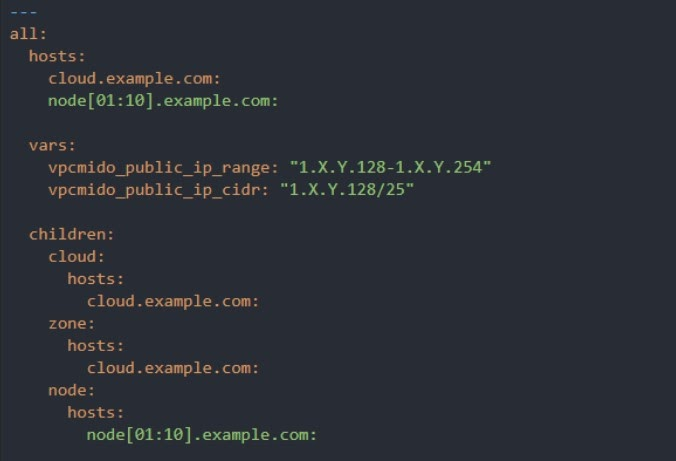 ---
all:
  hosts:
    cloud.example.com:
    node[01:10].example.com:

  vars:
    vpcmido_public_ip_range: "1.X.Y.128-1.X.Y.254"
    vpcmido_public_ip_cidr: "1.X.Y.128/25"

  children:
    cloud:
      hosts:
        cloud.example.com:
    zone:
      hosts:
        cloud.example.com:
    node:
      hosts:
        node[01:10].example.com: